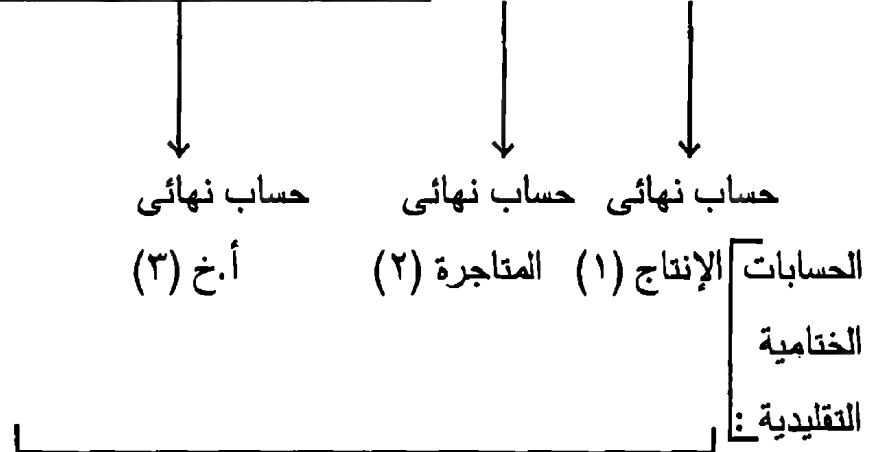 حساب نهائى حساب نهائى حساب نهائى
الحسابات الإنتاج (١) المتاجرة (٢) أ.خ (٣)
الختامية
التقليدية :